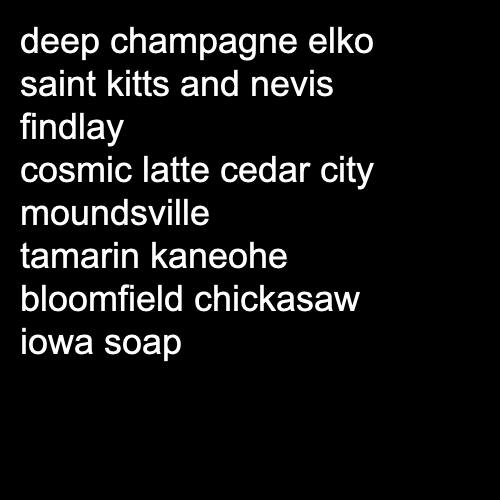 deep champagne elko
saint kitts and nevis
findlay
cosmic latte cedar city
moundsville
tamarin kaneohe
bloomfield chickasaw
iowa soap